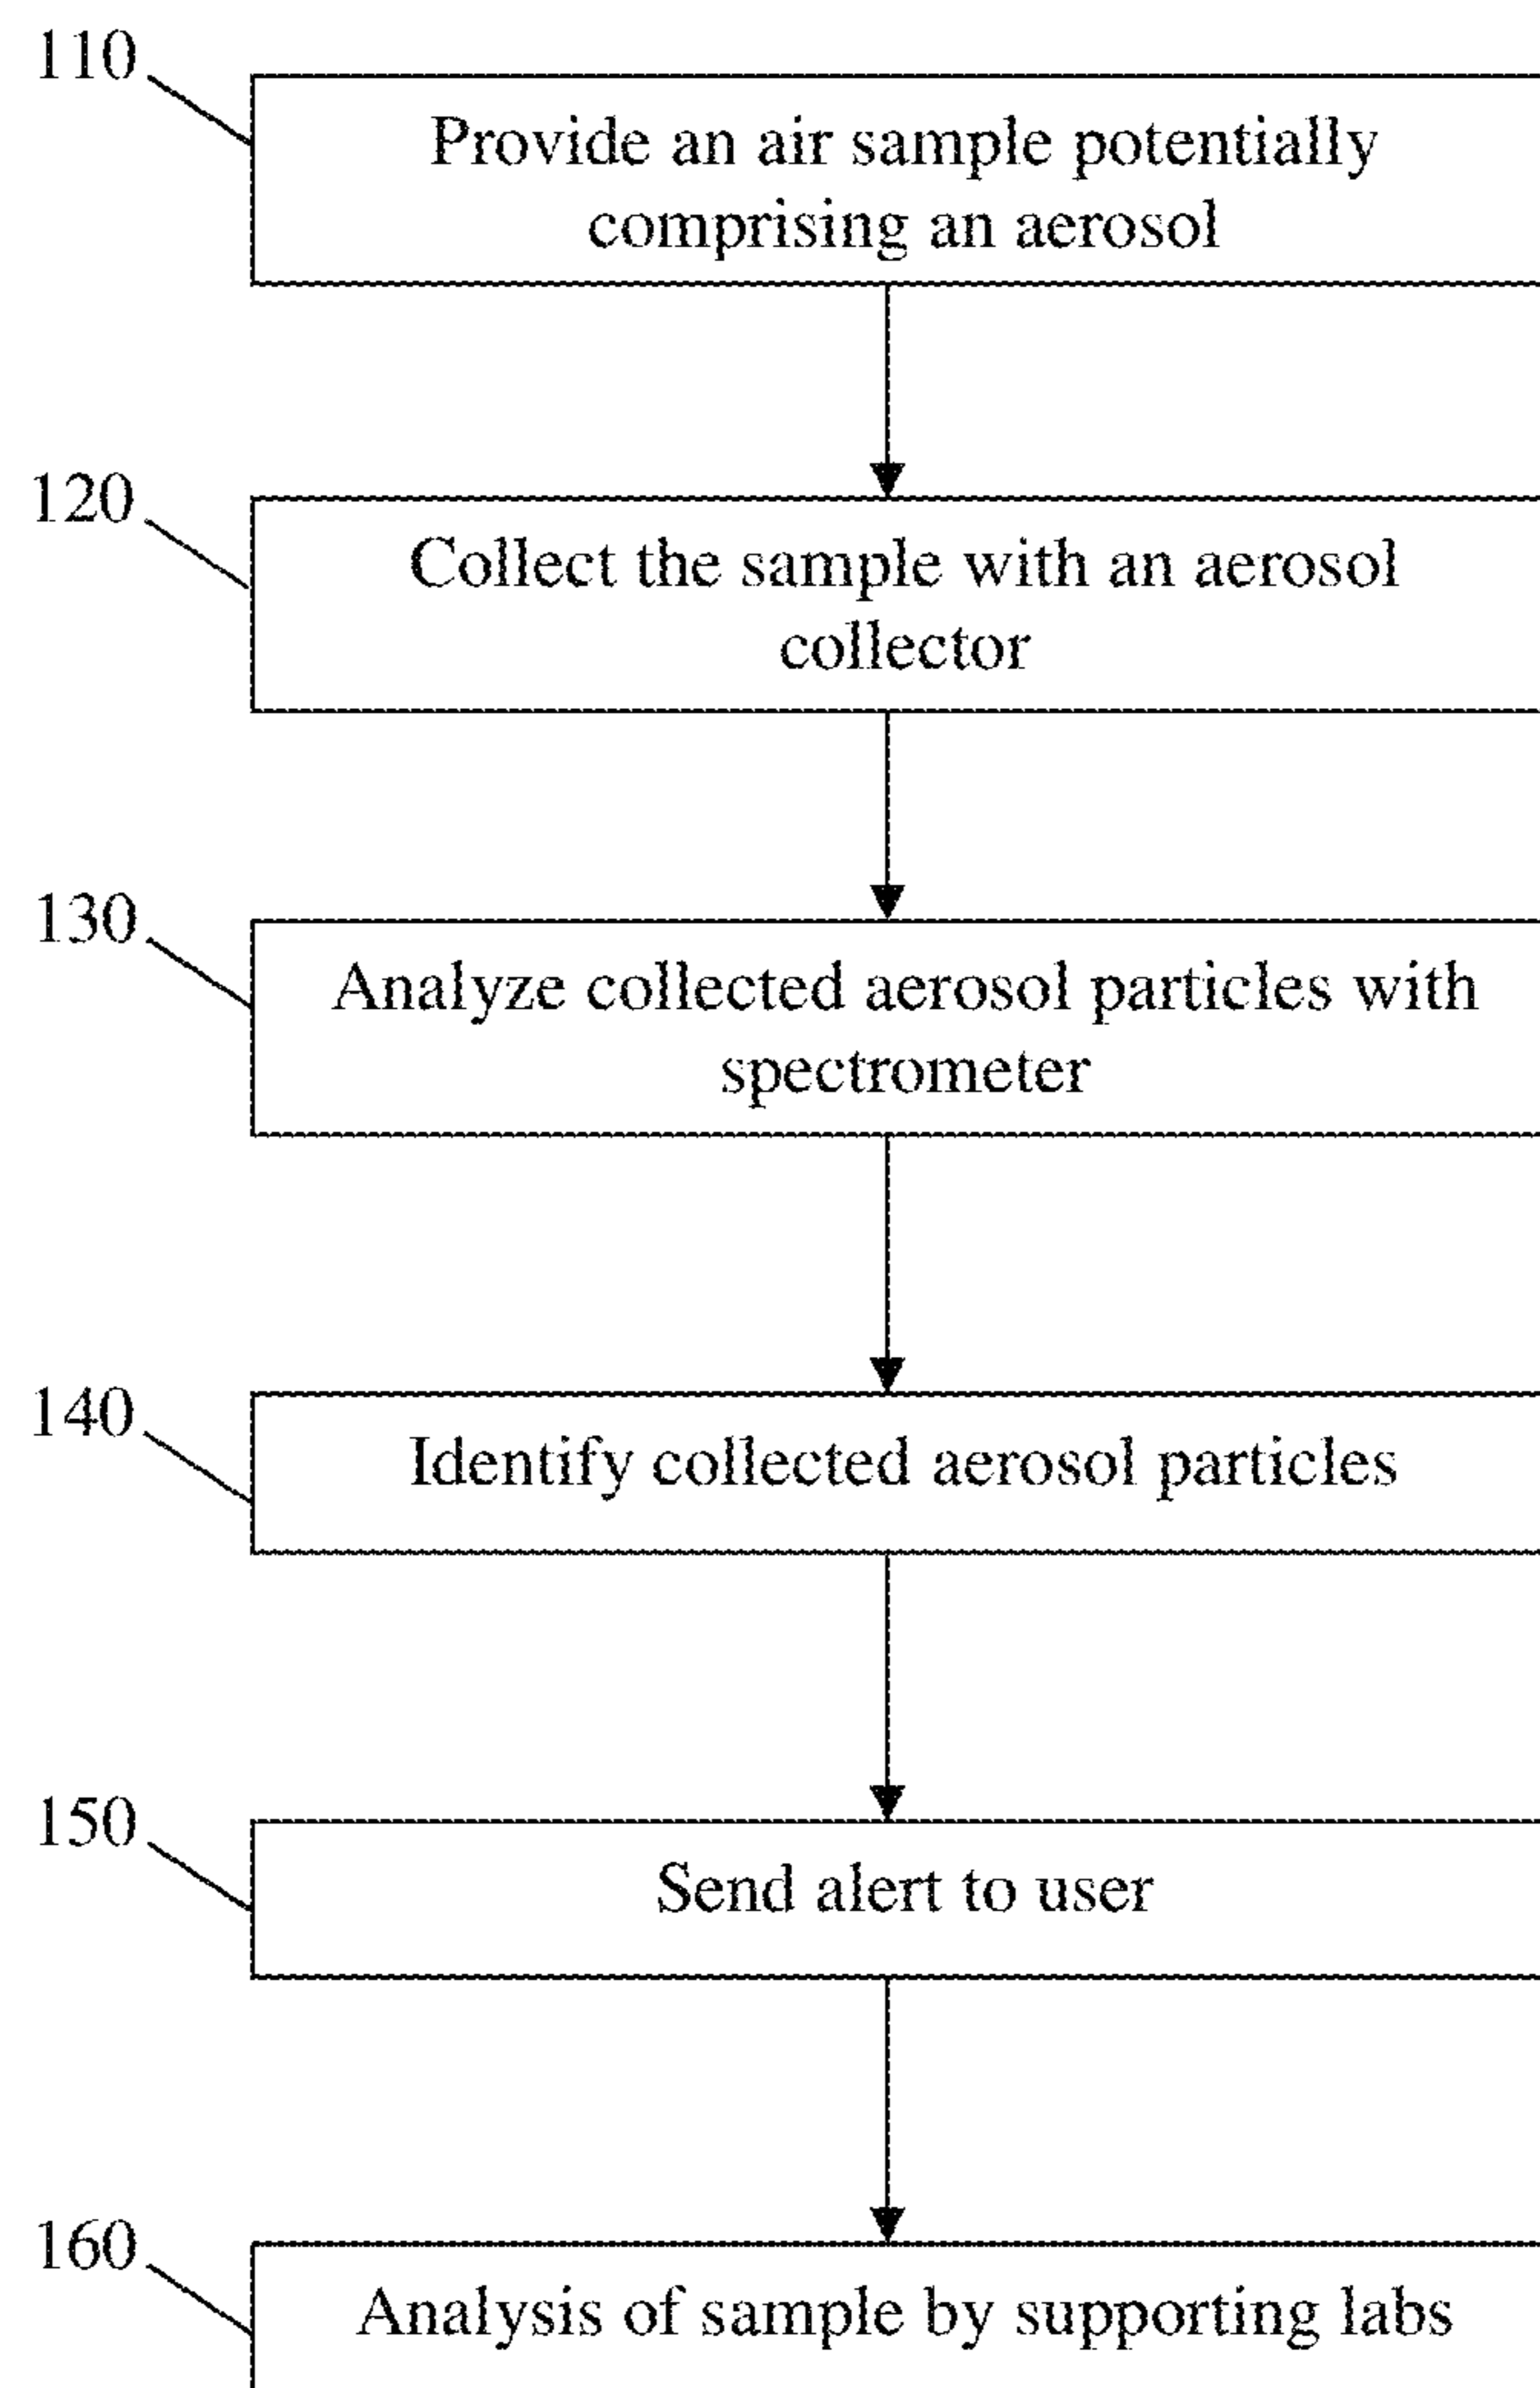 110
Provide an air sample potentially
comprising an aerosol
120
Collect the sample with an aerosol
collector
130
Analyze collected aerosol particles with
spectrometer
140
Identify collected aerosol particles
150
Send alert to user
160
Analysis of sample by supporting labs